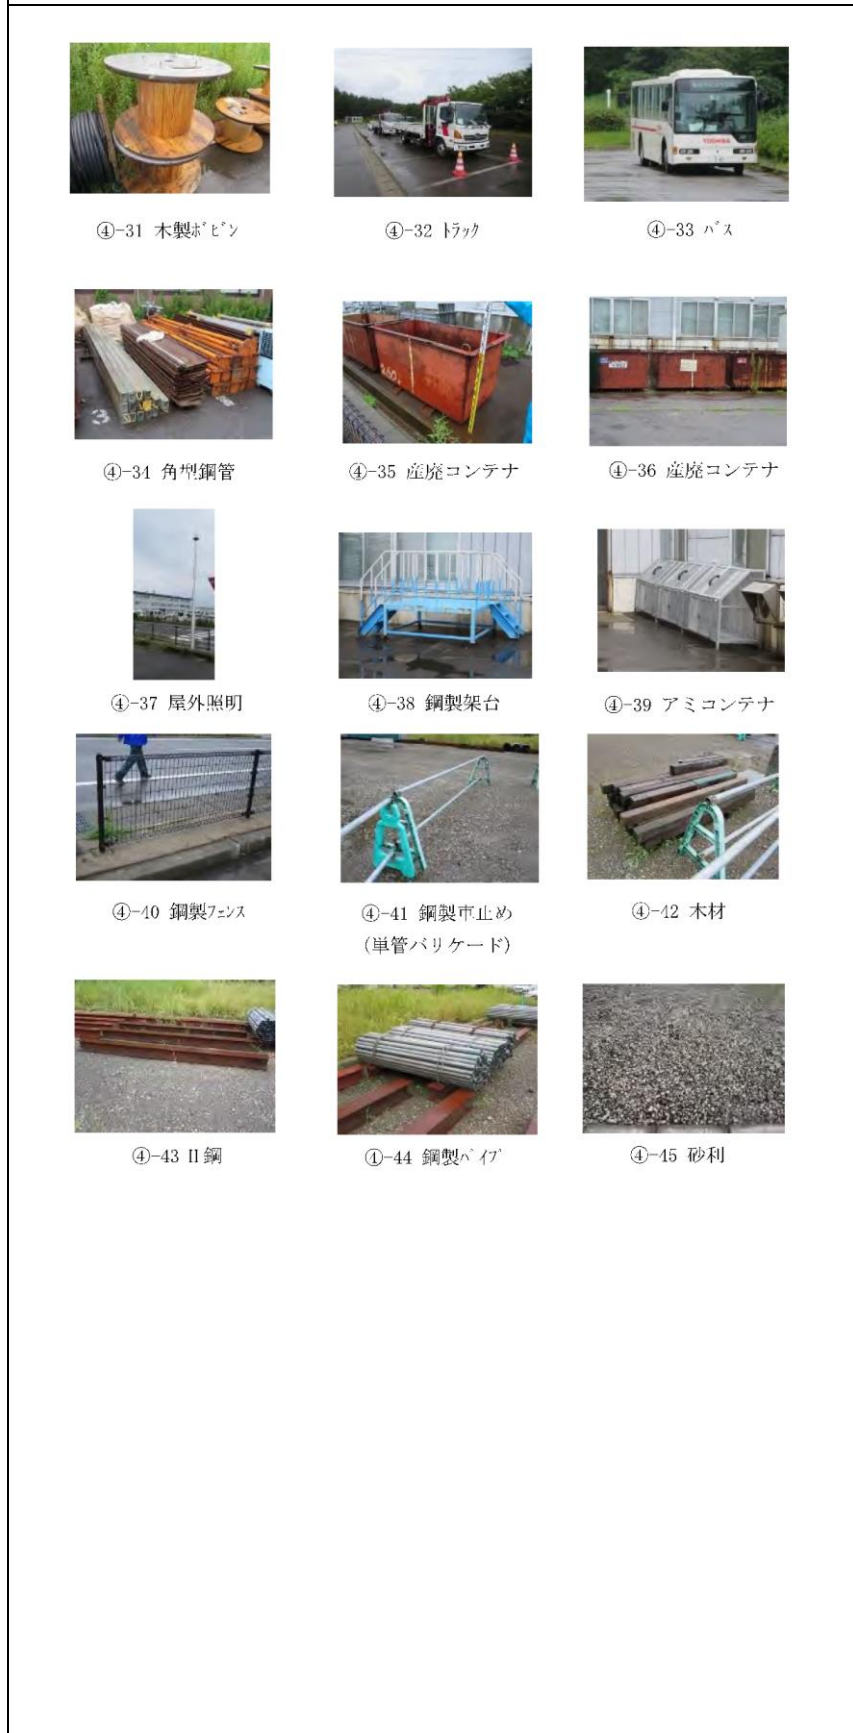 ④-31 木製ﾎﾞﾋﾞﾝ
④-32 ﾄﾗｯｸ
④-33 ﾊﾞｽ
TOSHIBA
④-34 角型鋼管
④-35 産廃コンテナ
④-36 産廃コンテナ
260
④-37 屋外照明
④-38 鋼製架台
④-39 アミコンテナ
④-40 鋼製ﾌｪﾝｽ
④-41 鋼製車止め
(単管バリケード)
④-42 木材
④-43 H鋼
④-44 鋼製ﾊﾟｲﾌﾟ
④-45 砂利